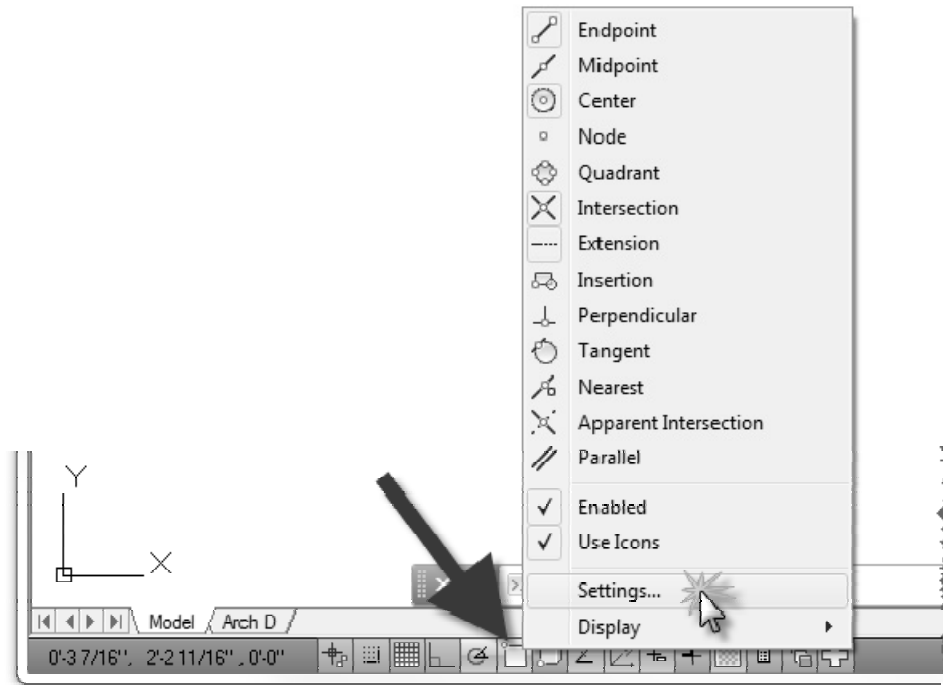 Endpoint
Midpoint
Center
Node
Quadrant
Intersection
Extension
Insertion
Perpendicular
Tangent
Nearest
Apparent Intersection
Parallel
Enabled
Use Icons
Settings...
Display
Y
X
Model
Arch D
0'-3 7/16", 2'-2 11/16" , 0'-0"